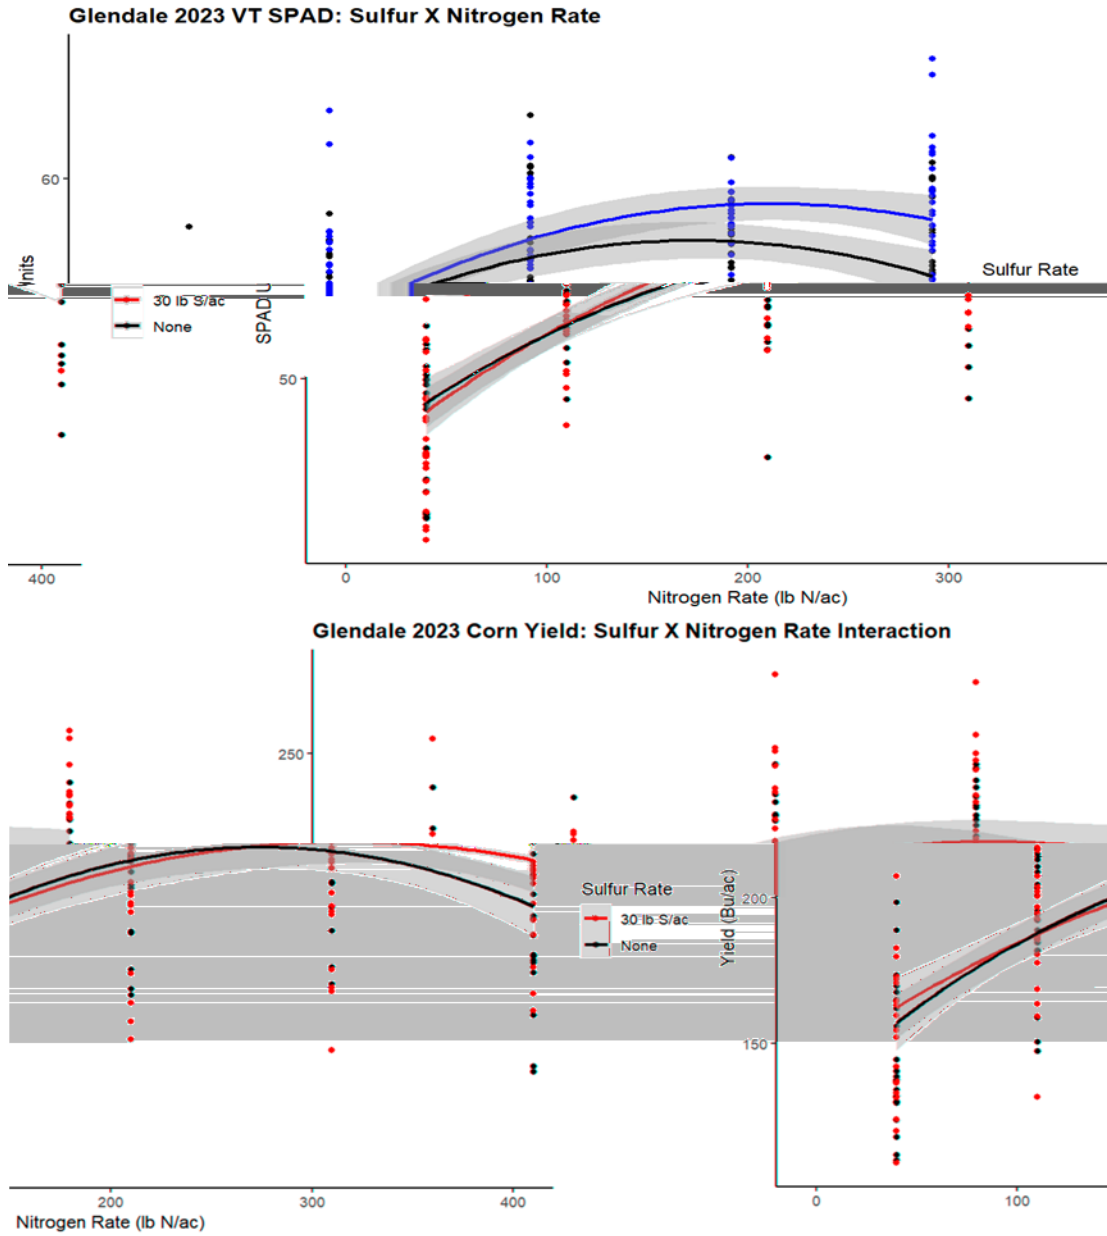 Glendale 2023 VT SPAD: Sulfur X Nitrogen Rate
60
Sulfur Rate
30 lb S/ac
None
50
400
0
100
200
300
Nitrogen Rate (lb N/ac)
Glendale 2023 Corn Yield: Sulfur X Nitrogen Rate Interaction
250
Sulfur Rate
30 lb S/ac
None
Yield (Bu/ac)
200
150
200
300
400
0
100
Nitrogen Rate (lb N/ac)